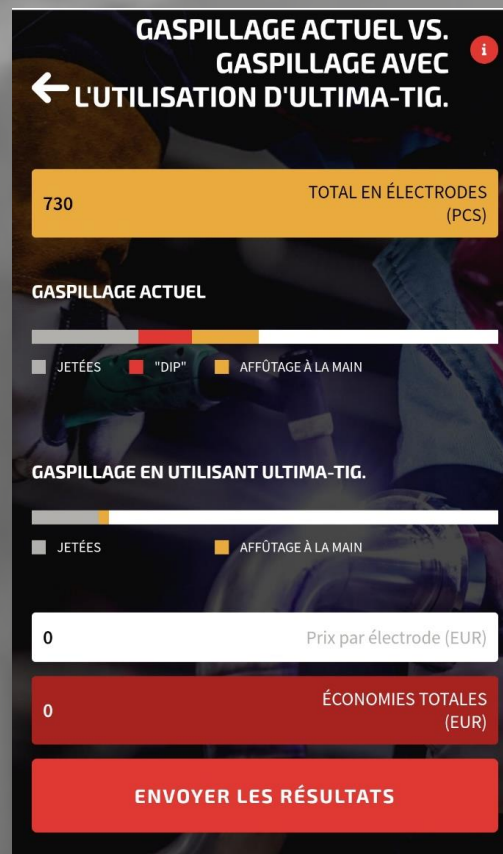 GASPILLAGE ACTUEL VS.
GASPILLAGE AVEC
L'UTILISATION D'ULTIMA-TIG.
i
730
TOTAL EN ÉLECTRODES
(PCS)
GASPILLAGE ACTUEL
JETÉES "DIP" AFFÛTAGE À LA MAIN
GASPILLAGE EN UTILISANT ULTIMA-TIG.
JETÉES AFFÛTAGE À LA MAIN
0 Prix par électrode (EUR)
0
ÉCONOMIES TOTALES
(EUR)
ENVOYER LES RÉSULTATS